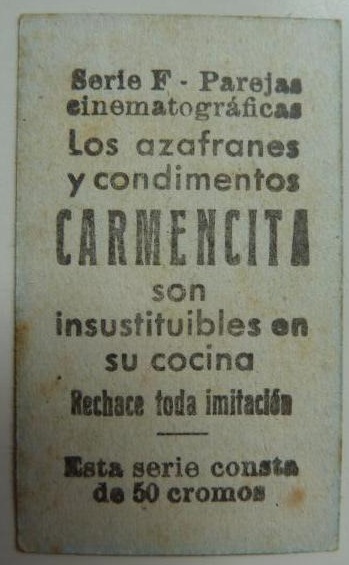 Serie F - Parejas
cinematográficas
Los azafranes
y condimentos
CARMENCITA
son
insustituibles en
su cocina
Rechace toda imitación
Esta serie consta
de 50 cromos